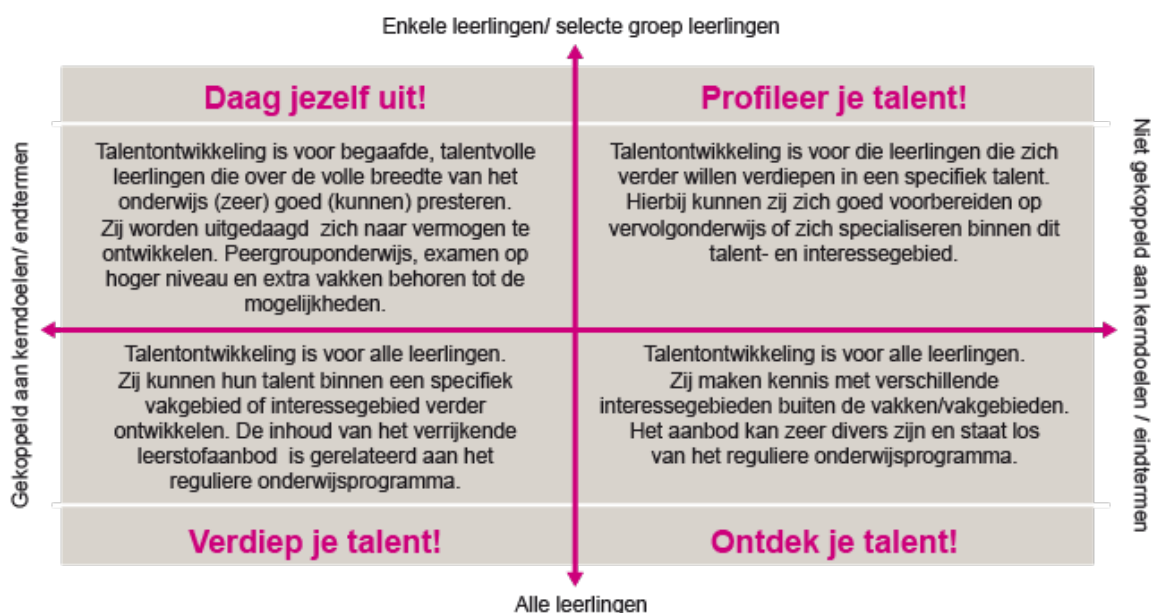 Enkele leerlingen/ selecte groep leerlingen
Daag jezelf uit!
Talentontwikkeling is voor begaafde, talentvolle
leerlingen die over de volle breedte van het
onderwijs (zeer) goed (kunnen) presteren.
Zij worden uitgedaagd zich naar vermogen te
ontwikkelen. Peergrouponderwijs, examen op
hoger niveau en extra vakken behoren tot de
mogelijkheden.
Profileer je talent!
Talentontwikkeling is voor die leerlingen die zich
verder willen verdiepen in een specifiek talent.
Hierbij kunnen zij zich goed voorbereiden op
vervolgonderwijs of zich specialiseren binnen dit
talent- en interessegebied.
Gekoppeld aan kerndoelen/ endtermen
Niet gekoppeld aan kerndoelen / eindtermen
Talentontwikkeling is voor alle leerlingen.
Zij kunnen hun talent binnen een specifiek
vakgebied of interessegebied verder
ontwikkelen. De inhoud van het verrijkende
leerstofaanbod is gerelateerd aan het
reguliere onderwijsprogramma.
Verdiep je talent!
Talentontwikkeling is voor alle leerlingen.
Zij maken kennis met verschillende
interessegebieden buiten de vakken/vakgebieden.
Het aanbod kan zeer divers zijn en staat los
van het reguliere onderwijsprogramma.
Ontdek je talent!
Alle leerlingen